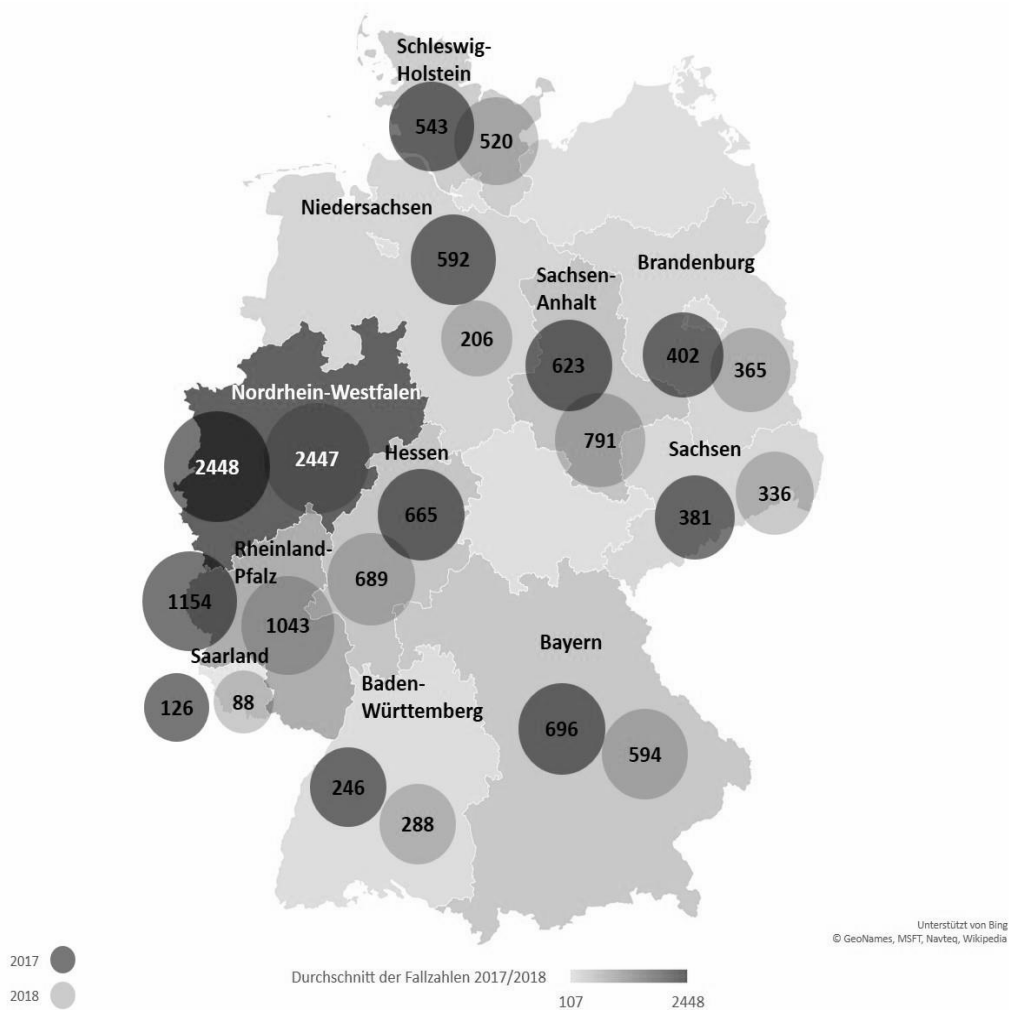 Schleswig-
Holstein
543
520
Niedersachsen
592
206
Sachsen-
Anhalt
623
791
Brandenburg
402
365
Nordrhein-Westfalen
2448
2447
Hessen
665
689
Sachsen
381
336
Rheinland-
Pfalz
1154
1043
Saarland
126
88
Baden-
Württemberg
246
288
Bayern
696
594
Unterstützt von Bing
© GeoNames, MSFT, Navteq, Wikipedia
2017
2018
Durchschnitt der Fallzahlen 2017/2018
107
2448